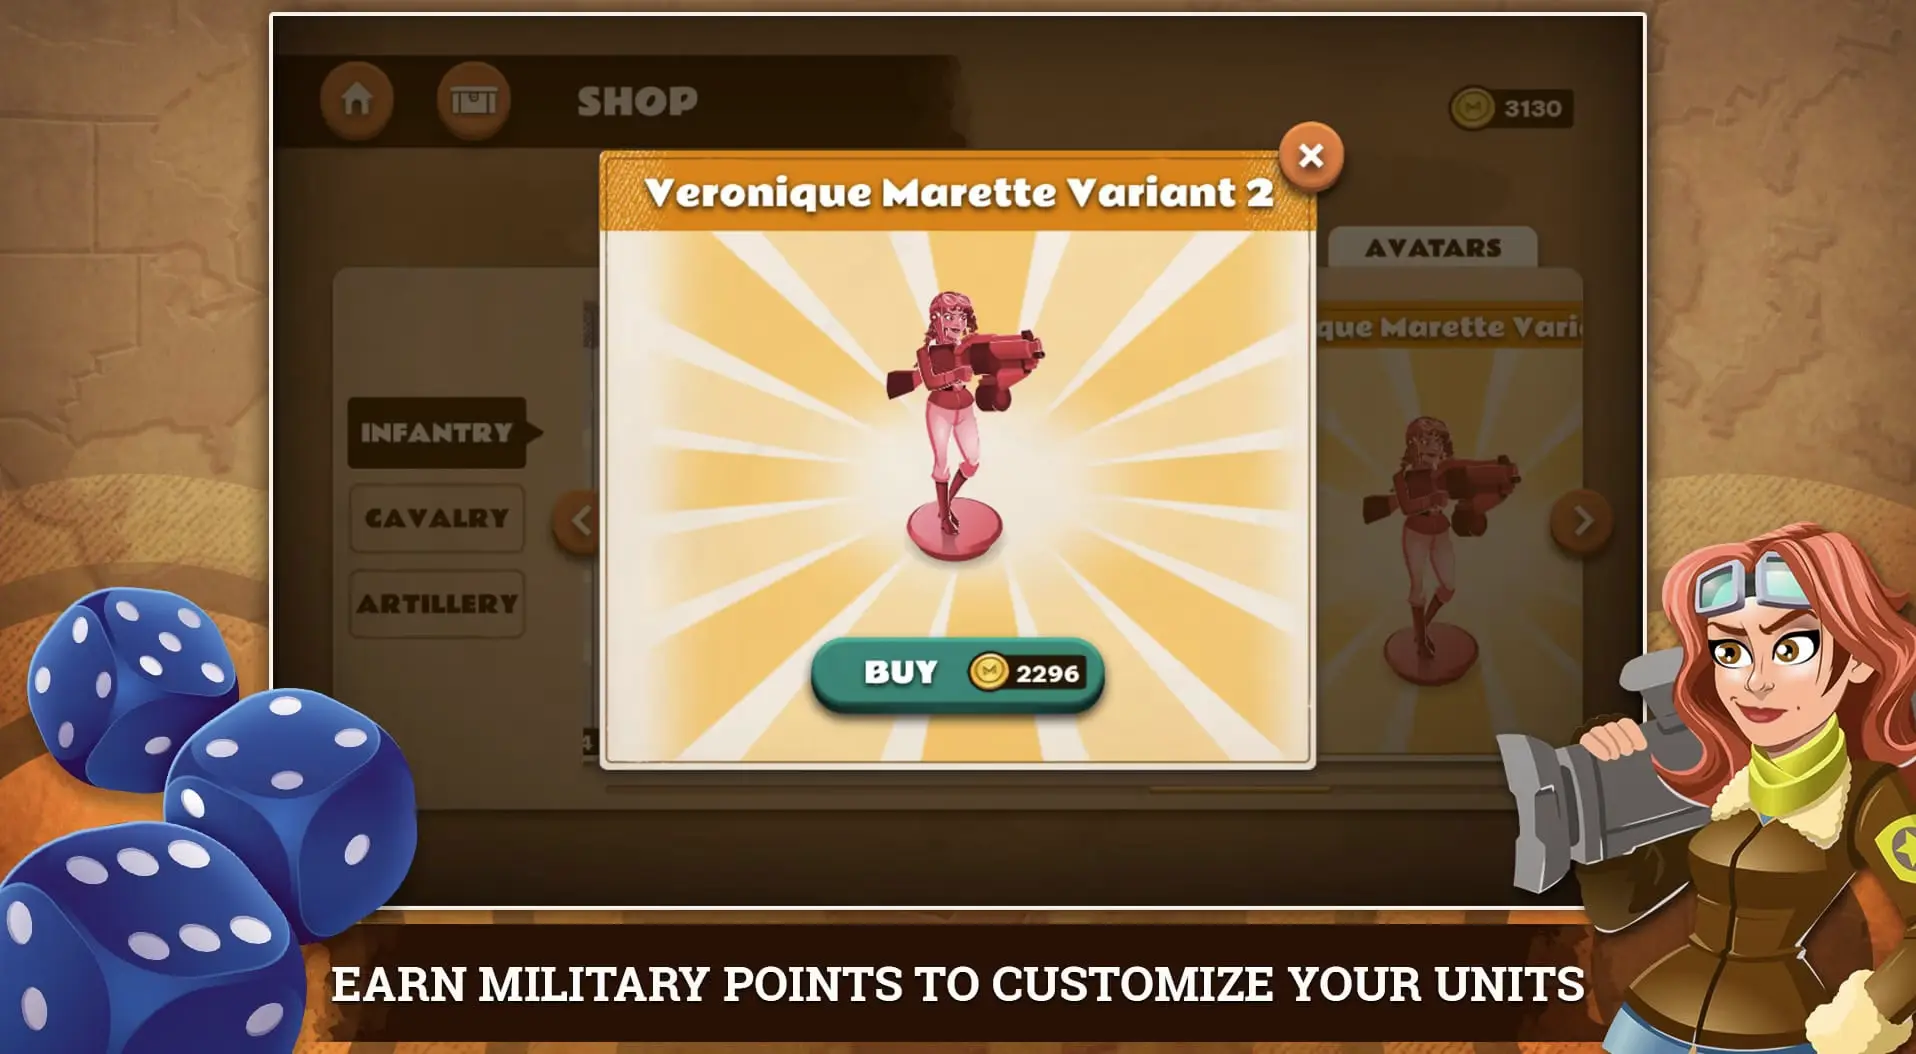 SHOP
3130
Veronique Marette Variant 2
AVATARS
que Marette Vari
INFANTRY
CAVALRY
ARTILLERY
BUY 2296
4
EARN MILITARY POINTS TO CUSTOMIZE YOUR UNITS